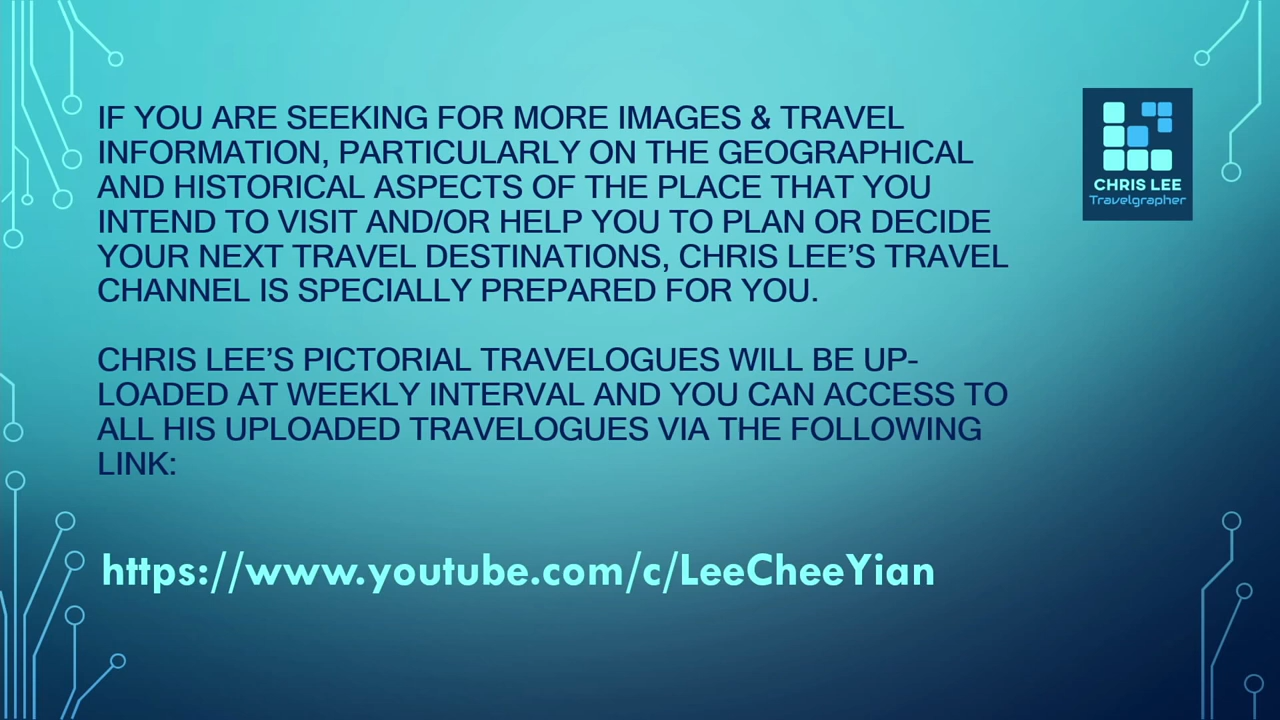 IF YOU ARE SEEKING FOR MORE IMAGES & TRAVEL
INFORMATION, PARTICULARLY ON THE GEOGRAPHICAL
AND HISTORICAL ASPECTS OF THE PLACE THAT YOU
INTEND TO VISIT AND/OR HELP YOU TO PLAN OR DECIDE
YOUR NEXT TRAVEL DESTINATIONS, CHRIS LEE’S TRAVEL
CHANNEL IS SPECIALLY PREPARED FOR YOU.
CHRIS LEE’S PICTORIAL TRAVELOGUES WILL BE UP-
LOADED AT WEEKLY INTERVAL AND YOU CAN ACCESS TO
ALL HIS UPLOADED TRAVELOGUES VIA THE FOLLOWING
LINK:
https://www.youtube.com/c/LeeCheeYian
CHRIS LEE
Travelgrapher